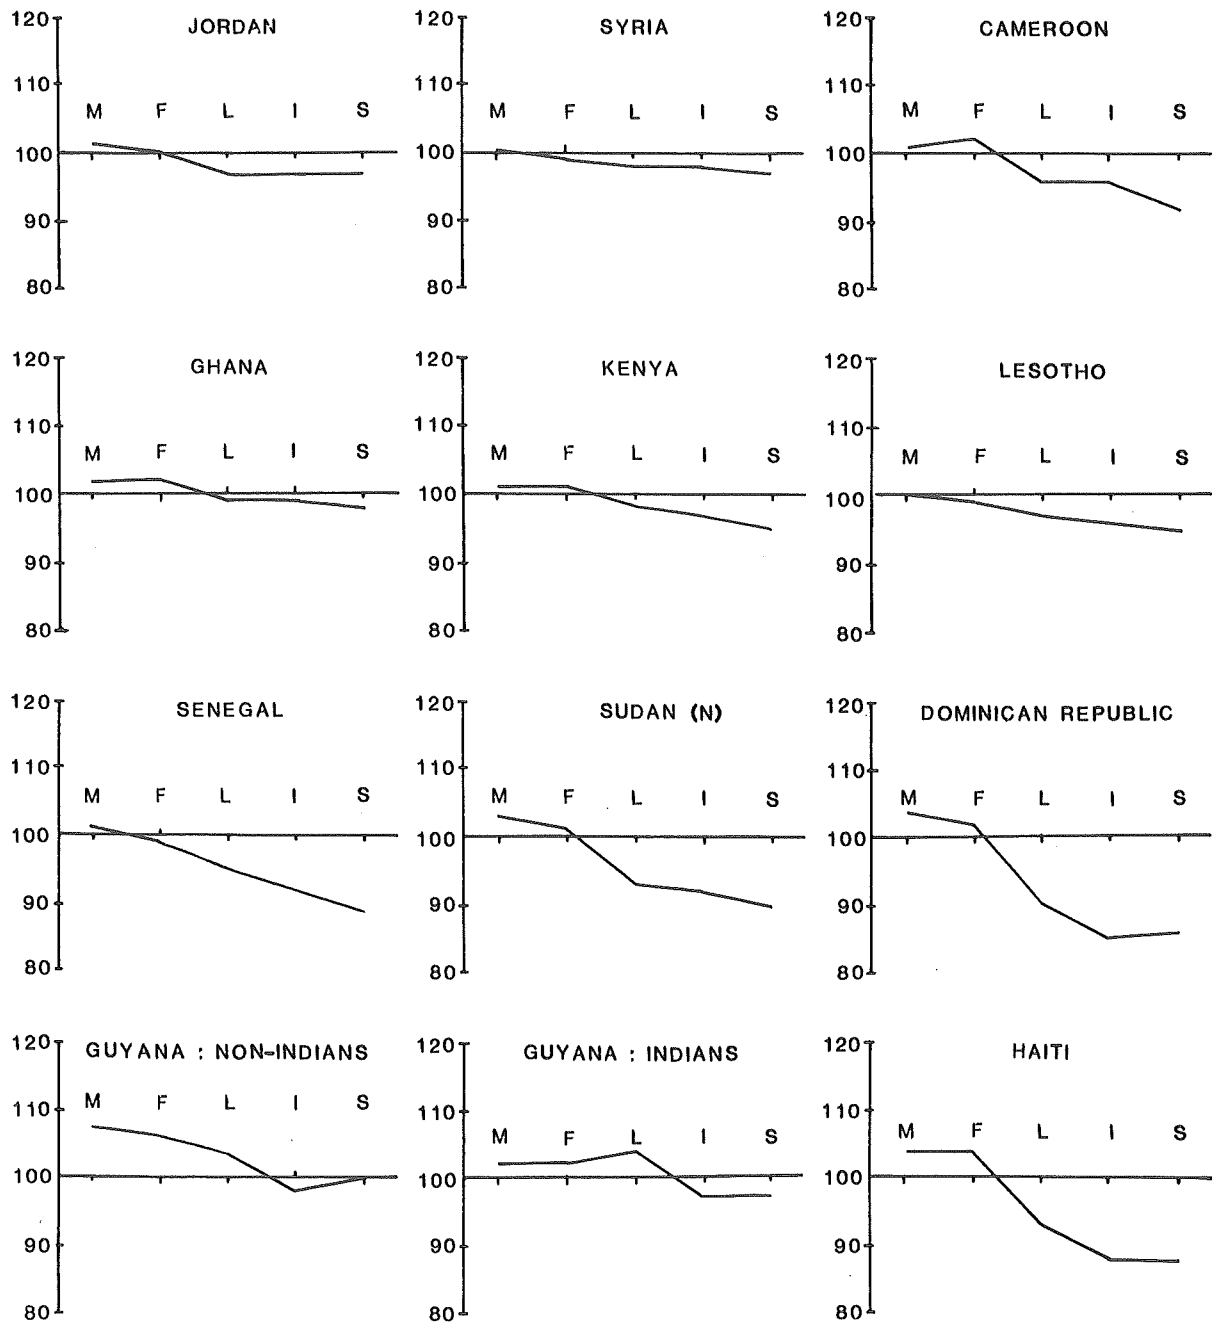 JORDAN
120
110
M F L I S
100
90
80
SYRIA
120
110
M F L I S
100
90
80
CAMEROON
120
110
M F L I S
100
90
80
GHANA
120
110
M F L I S
100
90
80
KENYA
120
110
M F L I S
100
90
80
LESOTHO
120
110
M F L I S
100
90
80
SENEGAL
120
110
M F L I S
100
90
80
SUDAN (N)
120
110
M F L I S
100
90
80
DOMINICAN REPUBLIC
120
110
M F L I S
100
90
80
GUYANA : NON-INDIANS
120
110
M F L I S
100
90
80
GUYANA : INDIANS
120
110
M F L I S
100
90
80
HAITI
120
110
M F L I S
100
90
80